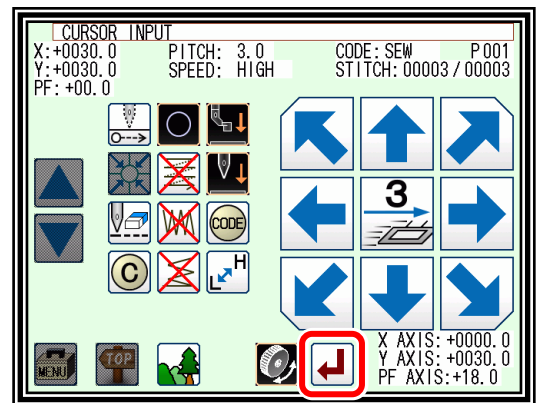 CURSOR INPUT
X:+0030.0 PITCH: 3.0 CODE:SEW P001
Y:+0030.0 SPEED: HIGH STITCH:00003/00003
PF:+00.0
3
CODE
C
L H
X AXIS:+0000.0
Y AXIS:+0030.0
PF AXIS:+18.0
MENU
TOP